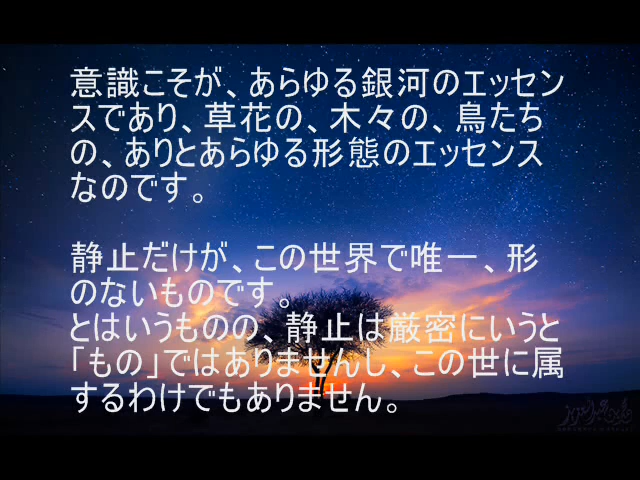 意識こそが、あらゆる銀河のエッセン
スであり、草花の、木々の、鳥たち
の、ありとあらゆる形態のエッセンス
なのです。
静止だけが、この世界で唯一、形
のないものです。
とはいうものの、静止は厳密にいうと
「もの」ではありませんし、この世に属
するわけでもありません。